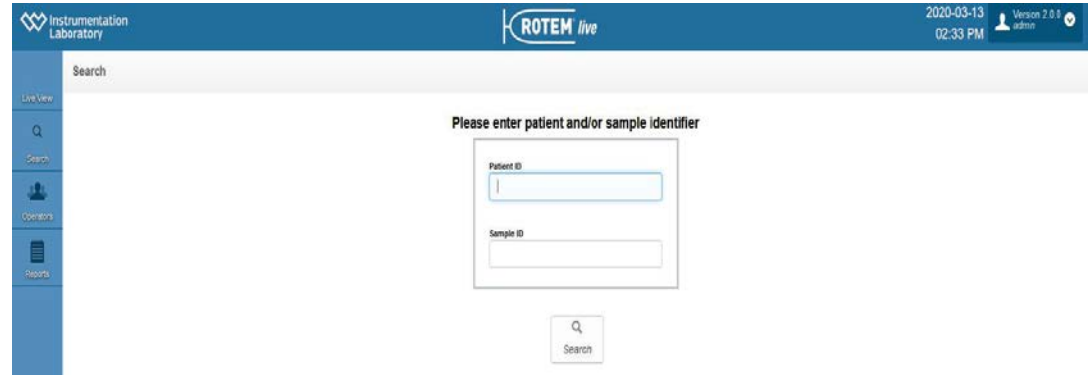 Instrumentation
Laboratory
ROTEM live
2020-03-13
02:33 PM
Version 2.0.0
admin
Search
Live View
Search
Operators
Reports
Please enter patient and/or sample identifier
Patient ID
Sample ID
Search